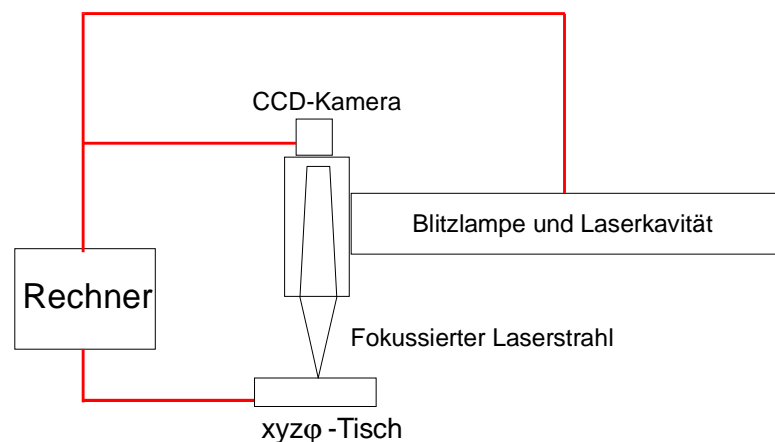 CCD-Kamera
Blitzlampe und Laserkavität
Rechner
Fokussierter Laserstrahl
xyzφ -Tisch